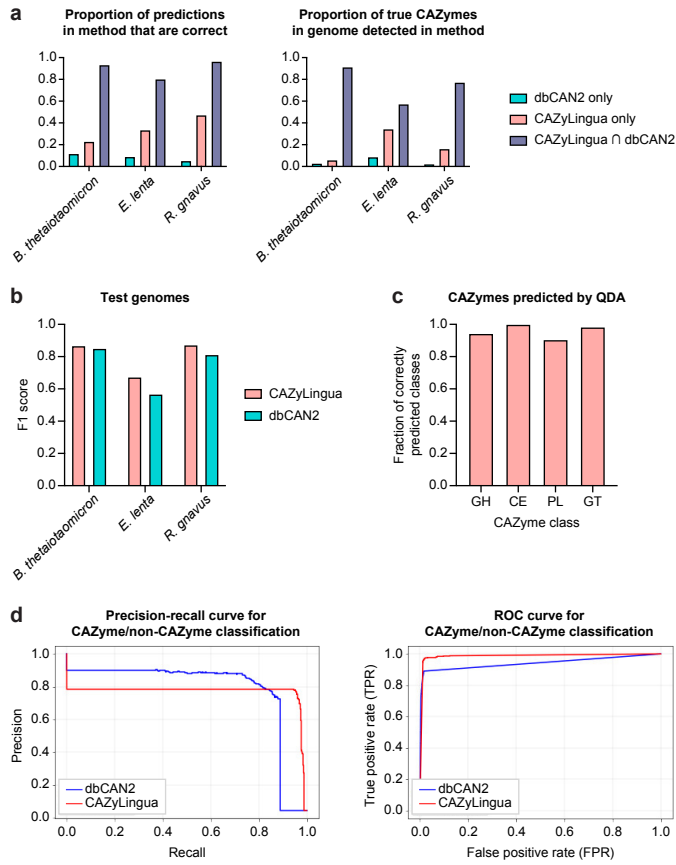 a
Proportion of predictions
in method that are correct
Proportion of true CAZymes
in genome detected in method
1.0
0.8
0.6
0.4
0.2
0.0
B. thetaiotaomicron
E. lenta
R. gnavus
1.0
0.8
0.6
0.4
0.2
0.0
B. thetaiotaomicron
E. lenta
R. gnavus
dbCAN2 only
CAZyLingua only
CAZyLingua ∩ dbCAN2
b
Test genomes
F1 score
1.0
0.8
0.6
0.4
0.2
0.0
B. thetaiotaomicron
E. lenta
R. gnavus
CAZyLingua
dbCAN2
c
CAZymes predicted by QDA
Fraction of correctly
predicted classes
1.0
0.8
0.6
0.4
0.2
0.0
GH CE PL GT
CAZyme class
d
Precision-recall curve for
CAZyme/non-CAZyme classification
Precision
1.0
0.8
0.6
0.4
0.2
0.0
dbCAN2
CAZyLingua
0.0 0.2 0.4 0.6 0.8 1.0
Recall
ROC curve for
CAZyme/non-CAZyme classification
True positive rate (TPR)
1.0
0.8
0.6
0.4
0.2
0.0
dbCAN2
CAZyLingua
0.0 0.2 0.4 0.6 0.8 1.0
False positive rate (FPR)